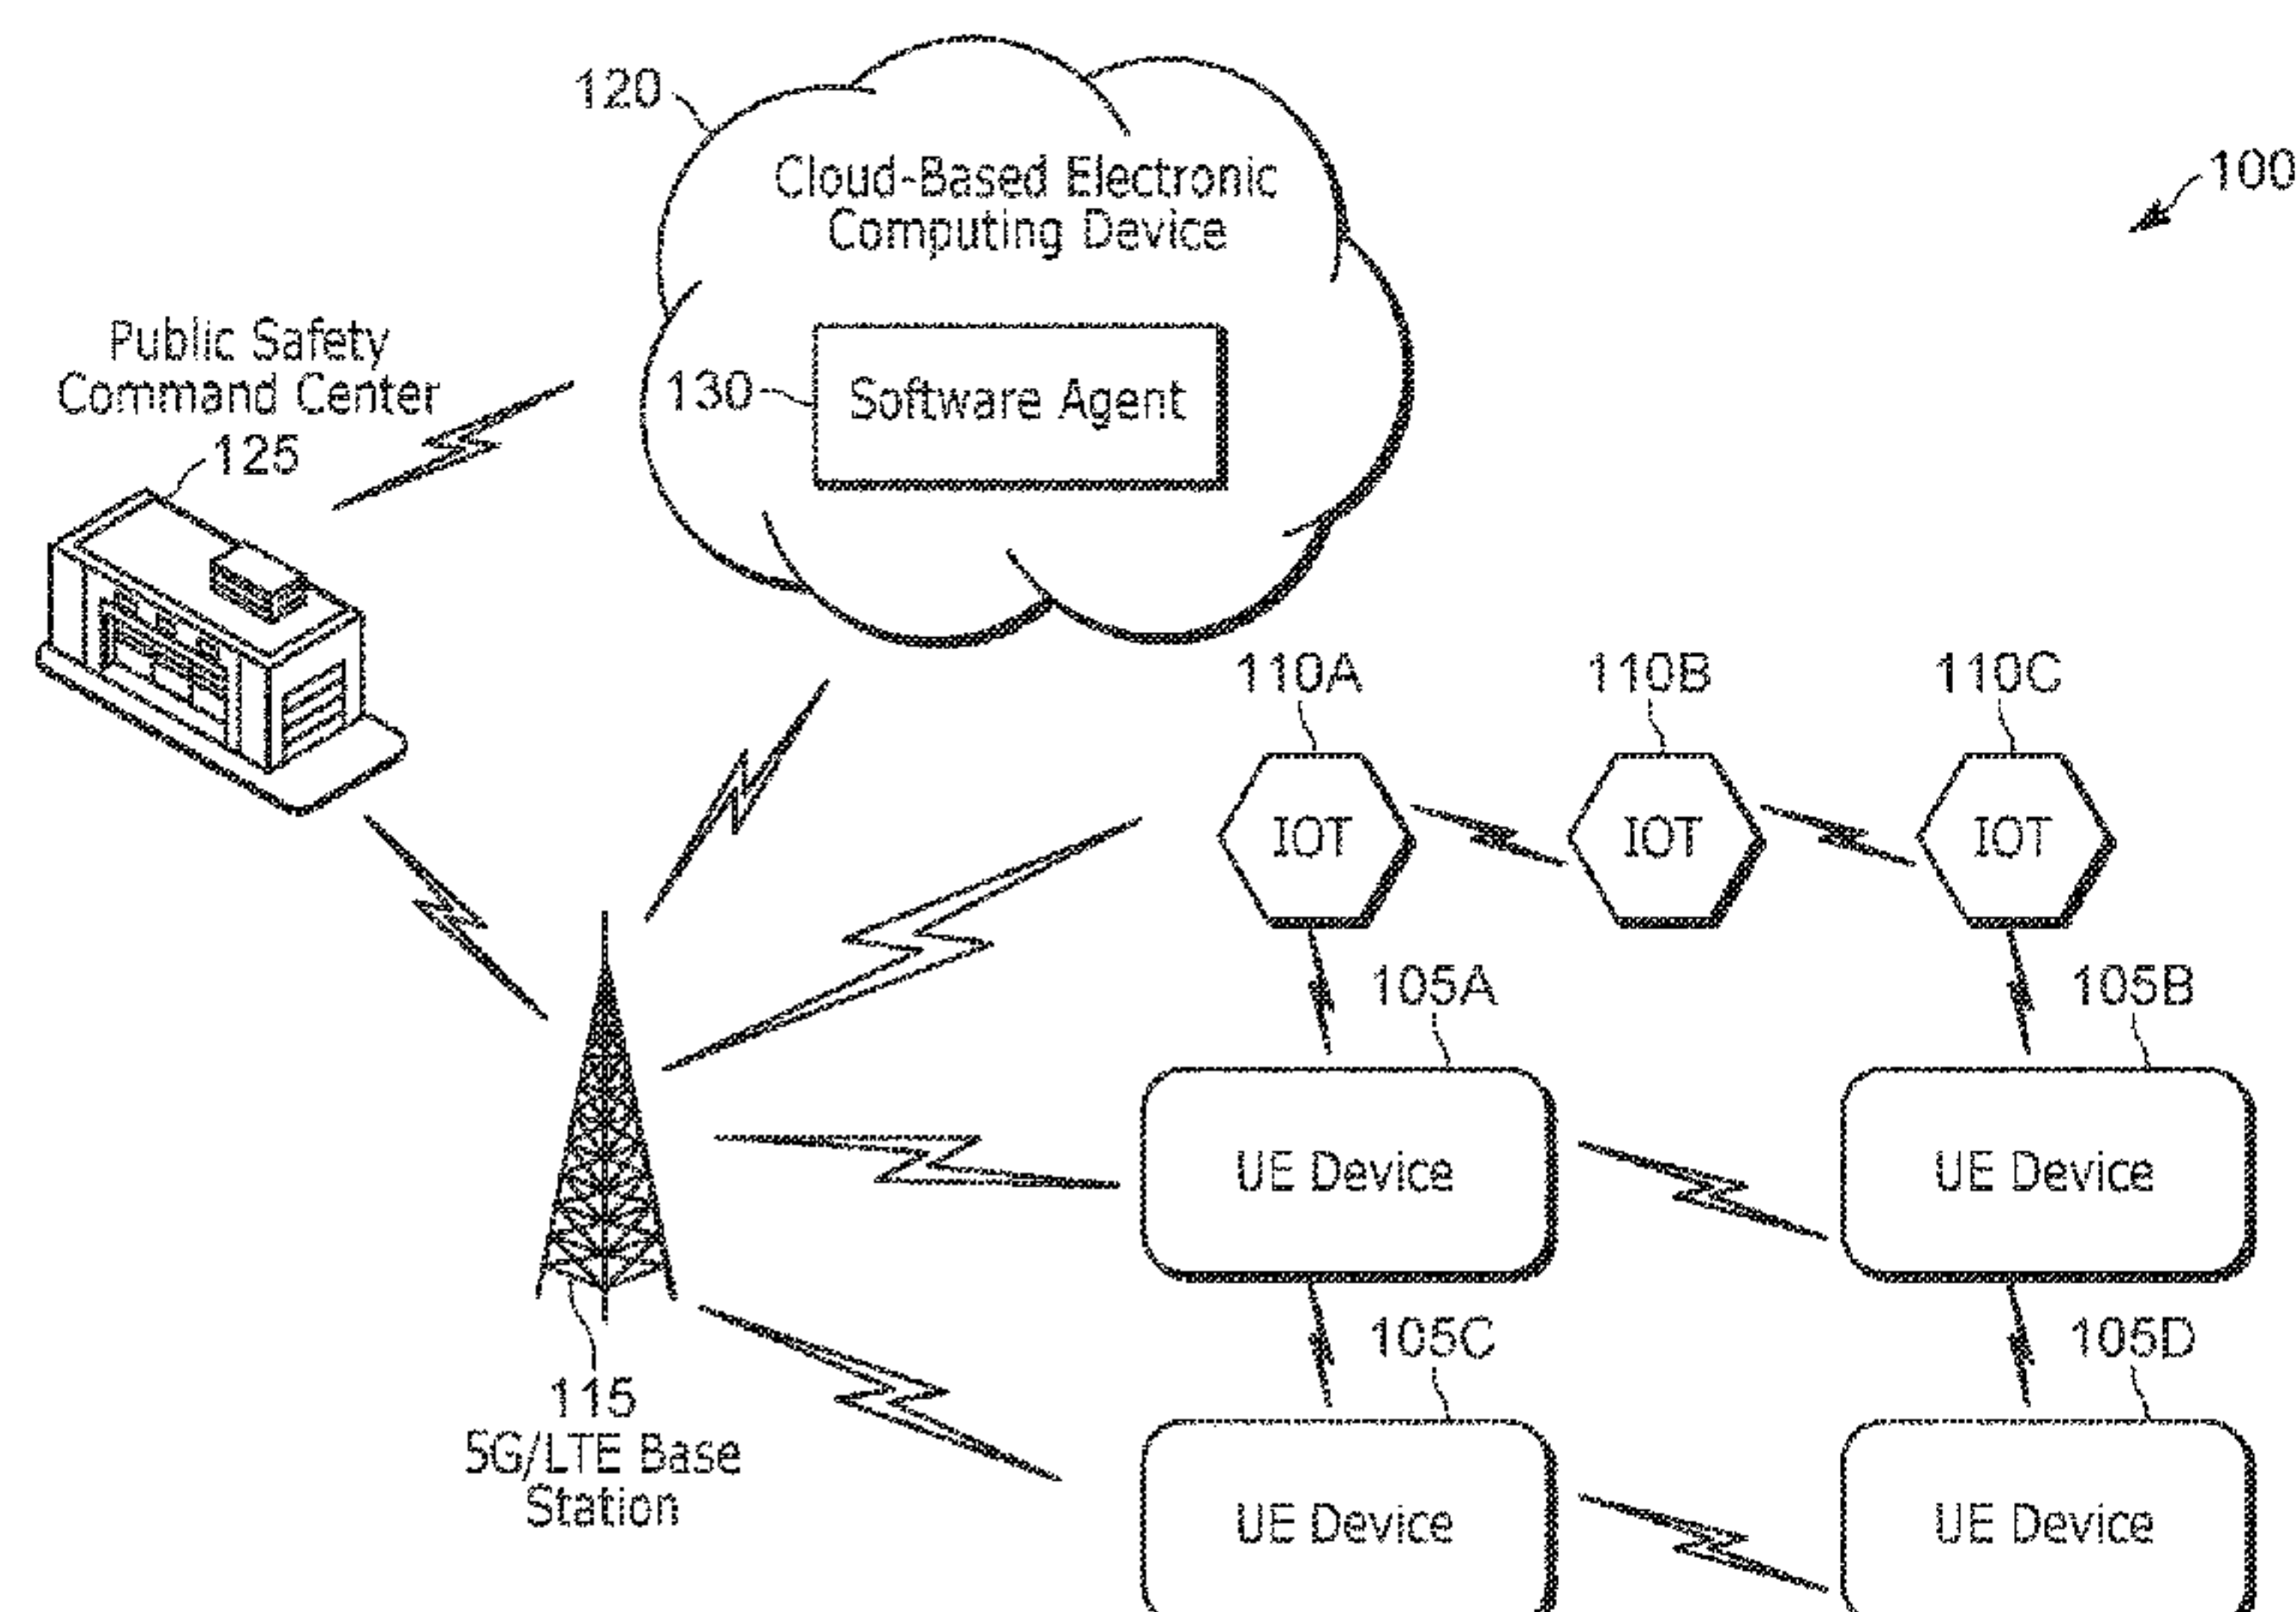 120
Cloud-Based Electronic
Computing Device
100
Public Safety
Command Center
125
130
Software Agent
110A
110B
110C
IOT
IOT
IOT
105A
105B
UE Device
UE Device
105C
105D
115
5G/LTE Base
Station
UE Device
UE Device